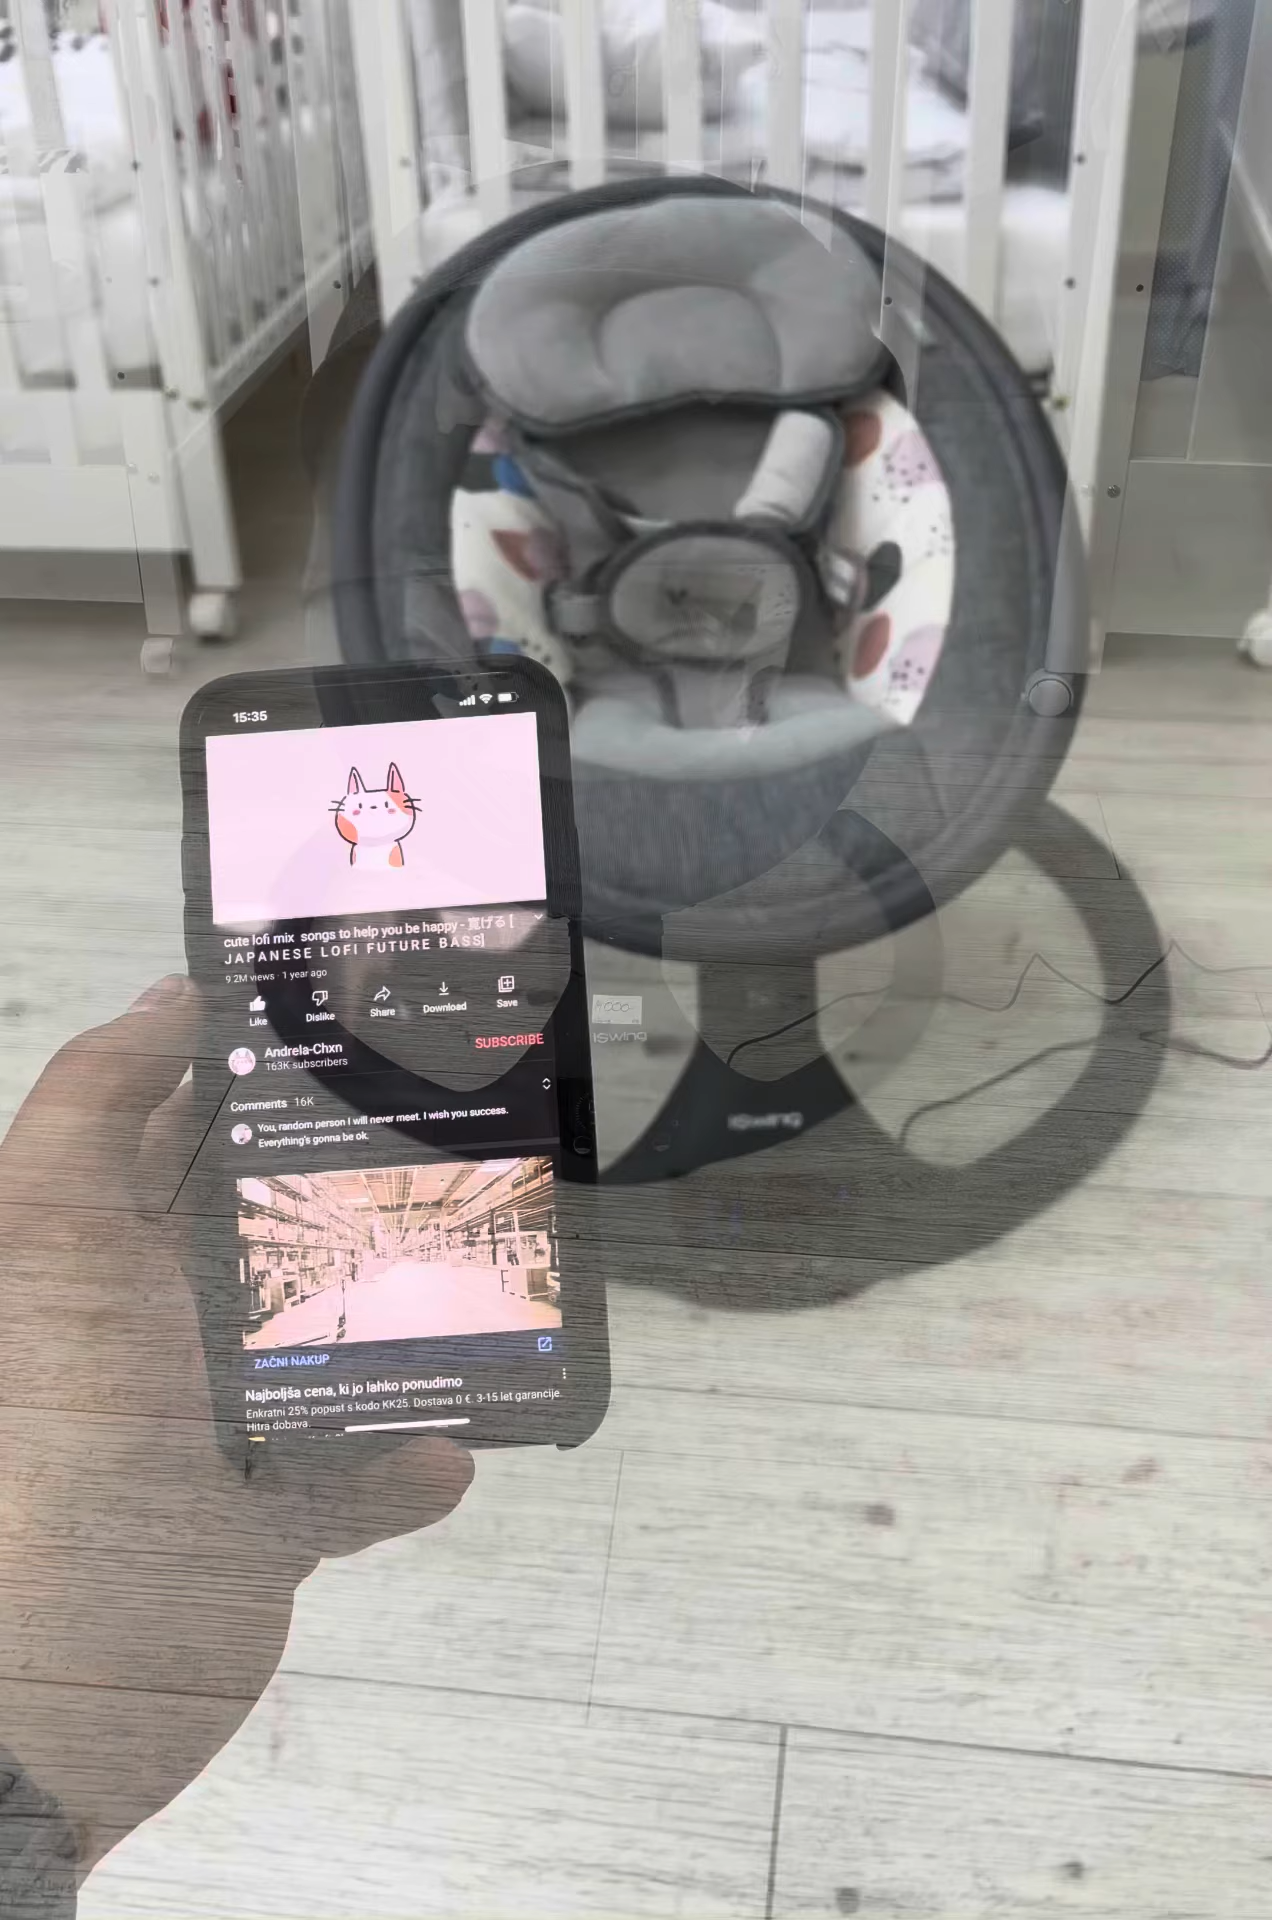 15:35
cute lofi mix songs to help you be happy - 寛げる [
JAPANESE LOFI FUTURE BASS]
9.2M views · 1 year ago
Like
Dislike
Share
Download
Save
Andrela-Chxn
163K subscribers
SUBSCRIBE
Comments 16K
You, random person I will never meet. I wish you success.
Everything's gonna be ok.
ZAČNI NAKUP
Najboljša cena, ki jo lahko ponudimo
Enkratni 25% popust s kodo KK25. Dostava 0 €. 3-15 let garancije.
Hitra dobava.
iSwing
iSwing